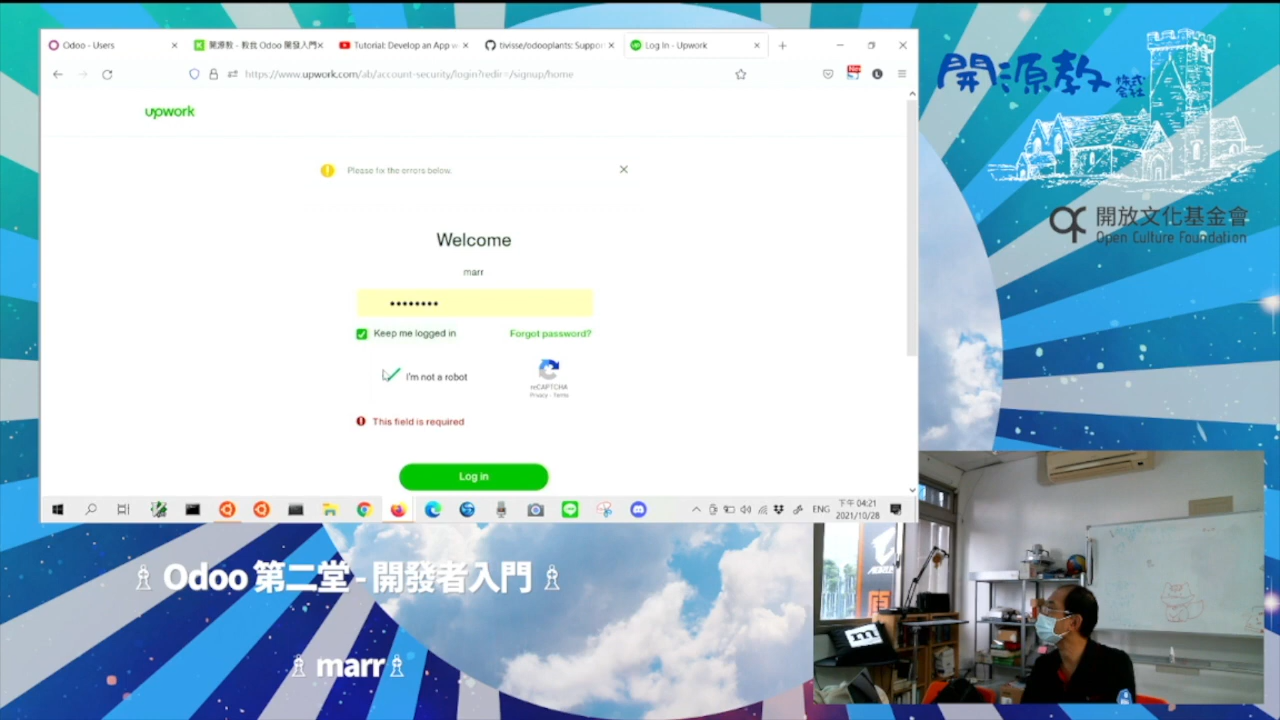 Odoo - Users
開源教 - 教我 Odoo 開發入門
Tutorial: Develop an App w
tivisse/odooplants: Suppor
Log In - Upwork
https://www.upwork.com/ab/account-security/login?redir=/signup/home
upwork
Please fix the errors below.
Welcome
marr
Keep me logged in
Forgot password?
I'm not a robot
reCAPTCHA
Privacy - Terms
This field is required
Log in
ENG
下午 04:21
2021/10/28
開源教 株式会社
開放文化基金會
Open Culture Foundation
Odoo 第二堂 - 開發者入門
marr
m